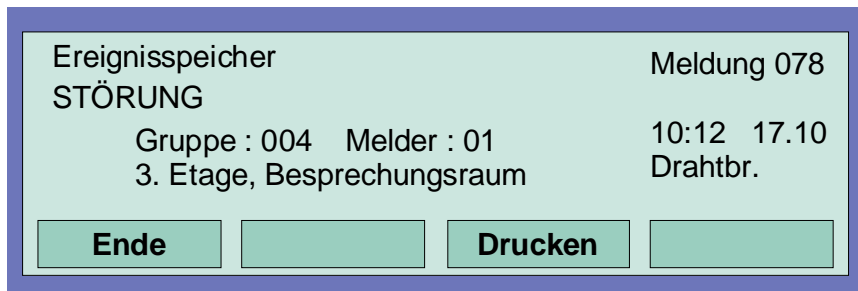 Ereignisspeicher Meldung 078
STÖRUNG
Gruppe : 004 Melder : 01 10:12 17.10
3. Etage, Besprechungsraum Drahtbr.
Ende Drucken